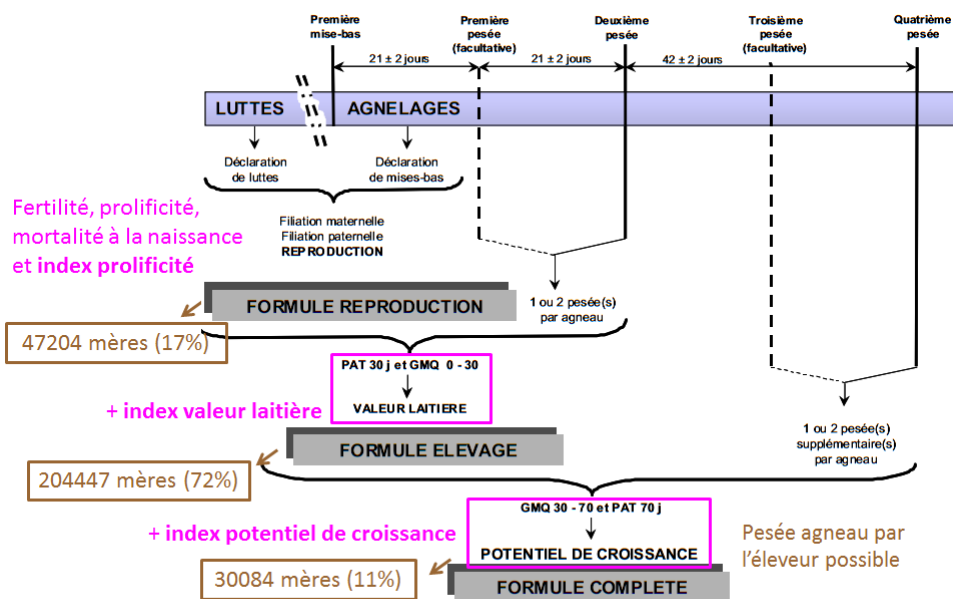 Première
mise-bas
Première
pesée
(facultative)
Deuxième
pesée
Troisième
pesée
(facultative)
Quatrième
pesée
21 ± 2 jours
21 ± 2 jours
42 ± 2 jours
LUTTES
AGNELAGES
Déclaration
de luttes
Déclaration
de mises-bas
Fertilité, prolificité,
mortalité à la naissance
et index prolificité
Filiation maternelle
Filiation paternelle
REPRODUCTION
FORMULE REPRODUCTION
1 ou 2 pesée(s)
par agneau
47204 mères (17%)
PAT 30 j et GMQ 0 - 30
VALEUR LAITIERE
+ index valeur laitière
1 ou 2 pesée(s)
supplémentaire(s)
par agneau
FORMULE ELEVAGE
204447 mères (72%)
GMQ 30 - 70 et PAT 70 j
POTENTIEL DE CROISSANCE
+ index potentiel de croissance
Pesée agneau par
l’éleveur possible
30084 mères (11%)
FORMULE COMPLETE